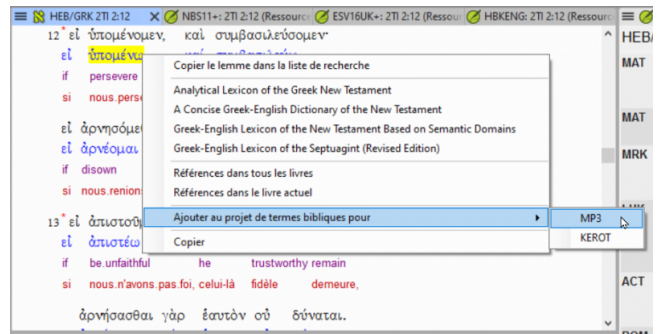 HEB/GRK 2TI 2:12 X NBS11+: 2TI 2:12 (Ressourc ESV16UK+: 2TI 2:12 (Ressou HBKENG: 2TI 2:12 (Ressourc
12 * εἰ ὑπομένομεν, καὶ συμβασιλεύσομεν·
HEB/
εἰ ὑπομένω
if persevere
si nous.pers
Copier le lemme dans la liste de recherche
MAT
Analytical Lexicon of the Greek New Testament
A Concise Greek-English Dictionary of the New Testament
Greek-English Lexicon of the New Testament Based on Semantic Domains
Greek-English Lexicon of the Septuagint (Revised Edition)
MAT
εἰ ἀρνησόμε
εἰ ἀρνέομαι
MRK
if disown
si nous.renion
Références dans tous les livres
Références dans le livre actuel
13 * εἰ ἀπιστοῦ
Ajouter au projet de termes bibliques pour
MP3
εἰ ἀπιστέω
Copier
KEROT
if be.unfaithful he trustworthy remain
si nous.n'avons.pas.foi, celui-là fidèle demeure,
ACT
ἀρνήσασθαι γὰρ ἑαυτὸν οὐ δύναται.